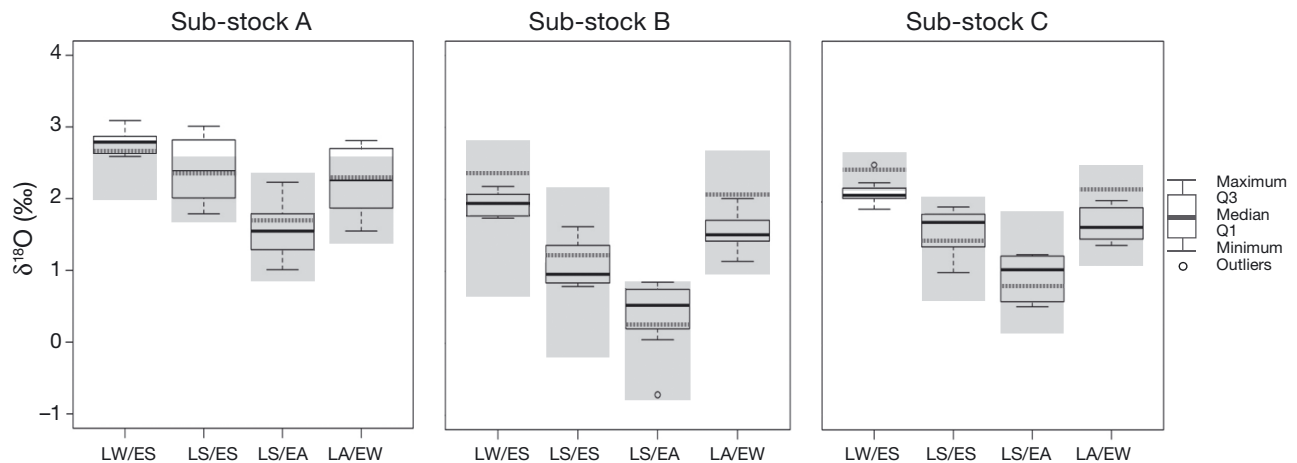 Sub-stock A
Sub-stock B
Sub-stock C
δ18O (‰)
4
3
2
1
0
−1
LW/ES LS/ES LS/EA LA/EW
LW/ES LS/ES LS/EA LA/EW
LW/ES LS/ES LS/EA LA/EW
Maximum
Q3
Median
Q1
Minimum
Outliers